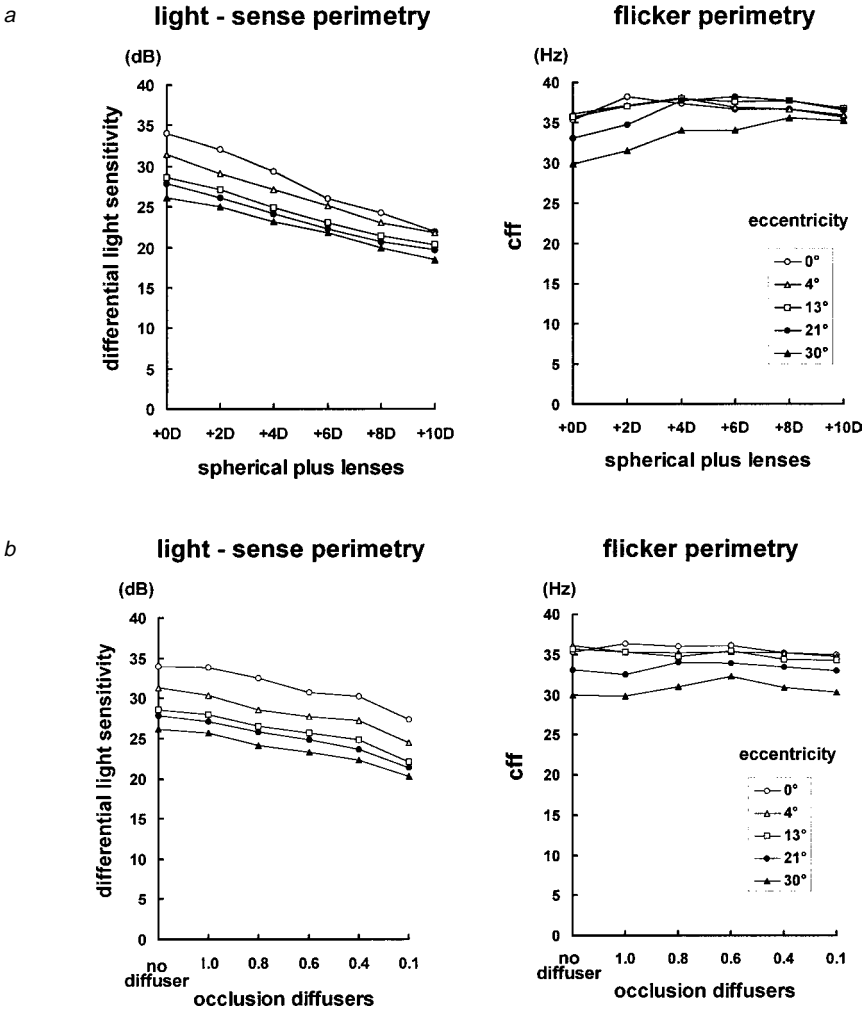 a
light - sense perimetry
flicker perimetry
(dB)
(Hz)
differential light sensitivity
40
35
30
25
20
15
10
5
0
+0D +2D +4D +6D +8D +10D
spherical plus lenses
cff
40
35
30
25
20
15
10
5
0
eccentricity
0°
4°
13°
21°
30°
+0D +2D +4D +6D +8D +10D
spherical plus lenses
b
light - sense perimetry
flicker perimetry
(dB)
(Hz)
differential light sensitivity
40
35
30
25
20
15
10
5
0
no diffuser 1.0 0.8 0.6 0.4 0.1
occlusion diffusers
cff
40
35
30
25
20
15
10
5
0
eccentricity
0°
4°
13°
21°
30°
no diffuser 1.0 0.8 0.6 0.4 0.1
occlusion diffusers